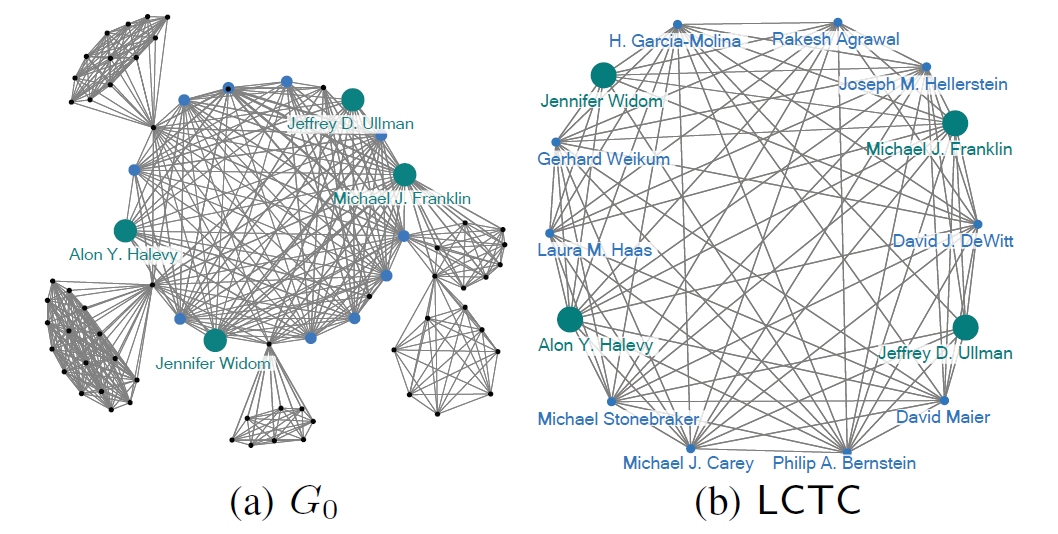 Jeffrey D. Ullman
Michael J. Franklin
Alon Y. Halevy
Jennifer Widom
(a) G0
H. Garcia-Molina
Rakesh Agrawal
Joseph M. Hellerstein
Jennifer Widom
Michael J. Franklin
Gerhard Weikum
David J. DeWitt
Laura M. Haas
Alon Y. Halevy
Jeffrey D. Ullman
Michael Stonebraker
David Maier
Michael J. Carey
Philip A. Bernstein
(b) LCTC